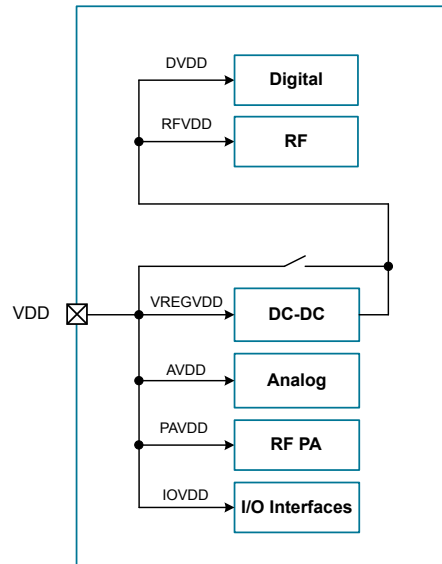 DVDD
Digital
RFVDD
RF
VDD
VREGVDD
DC-DC
AVDD
Analog
PAVDD
RF PA
IOVDD
I/O Interfaces